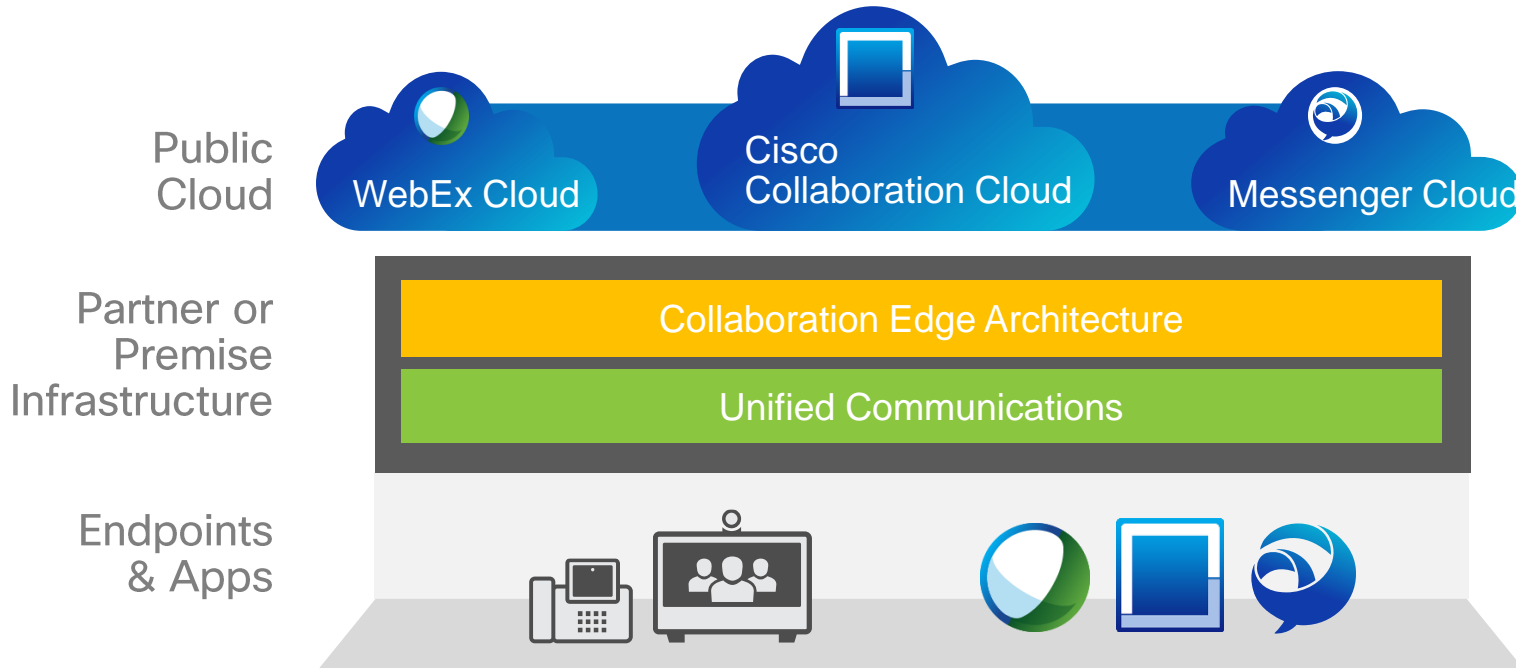 Public
Cloud
WebEx Cloud
Cisco
Collaboration Cloud
Messenger Cloud
Partner or
Premise
Infrastructure
Collaboration Edge Architecture
Unified Communications
Endpoints
& Apps